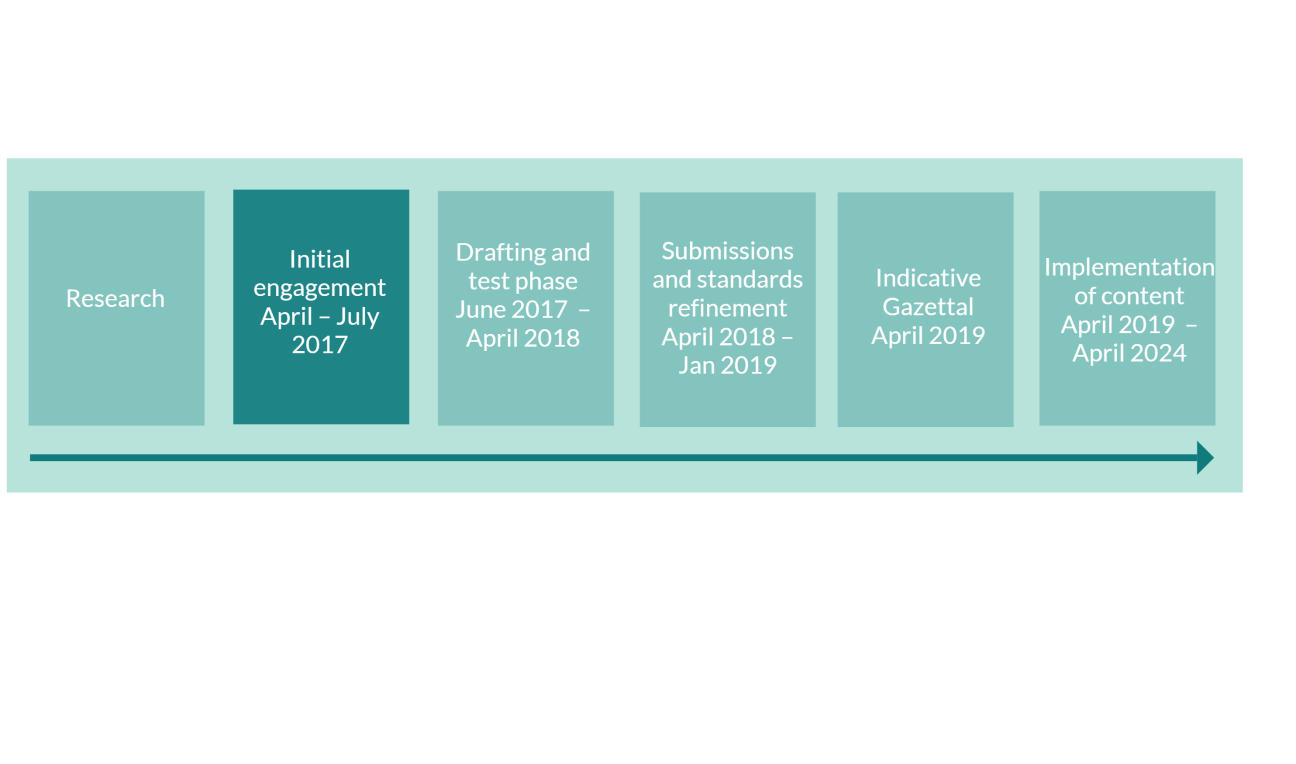 Research
Initial
engagement
April – July
2017
Drafting and
test phase
June 2017  –
April 2018
Submissions
and standards
refinement
April 2018 –
Jan 2019
Indicative
Gazettal
April 2019
Implementation
of content
April 2019  –
April 2024